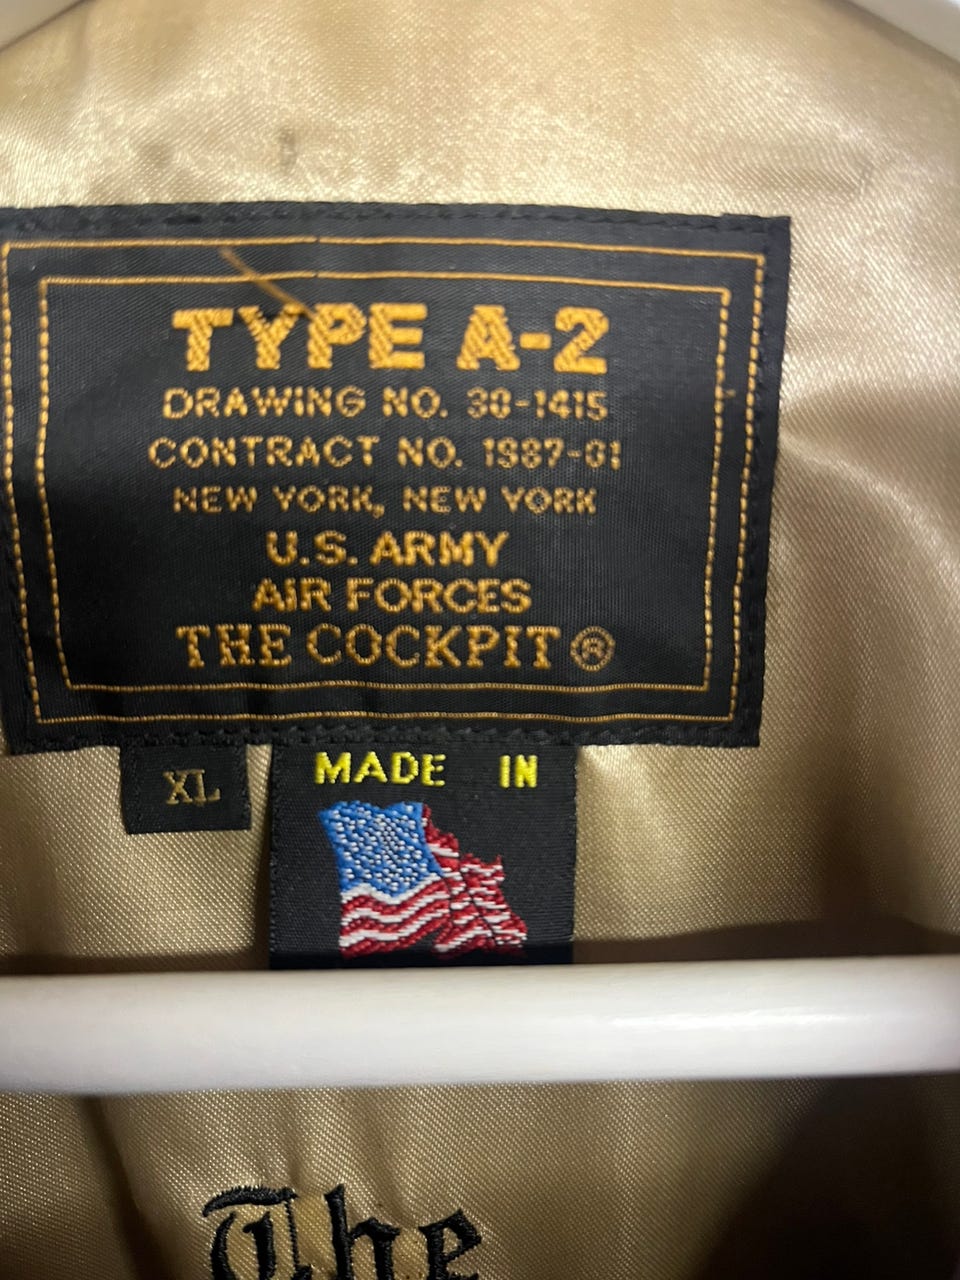 TYPE A-2
DRAWING NO. 30-1415
CONTRACT NO. 1987-01
NEW YORK, NEW YORK
U.S. ARMY
AIR FORCES
THE COCKPIT®
XL
MADE IN
The